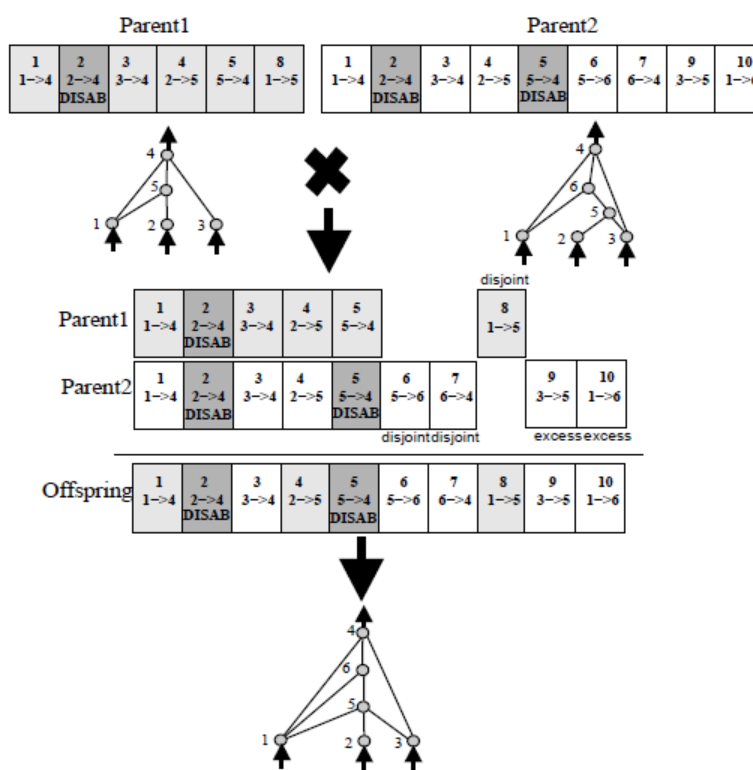 Parent1 Parent2
1 2 3 4 5 8 1 2 3 4 5 6 7 9 10
1->4 2->4 3->4 2->5 5->4 1->5 1->4 2->4 3->4 2->5 5->4 5->6 6->4 3->5 1->6
DISAB DISAB DISAB
4 4
5 6
5
1 2 3 1 2 3
disjoint
Parent1 1 2 3 4 5 8
1->4 2->4 3->4 2->5 5->4 1->5
DISAB
Parent2 1 2 3 4 5 6 7 9 10
1->4 2->4 3->4 2->5 5->4 5->6 6->4 3->5 1->6
DISAB DISAB
disjoint disjoint excess excess
Offspring 1 2 3 4 5 6 7 8 9 10
1->4 2->4 3->4 2->5 5->4 5->6 6->4 1->5 3->5 1->6
DISAB DISAB
4
6
5
1 2 3